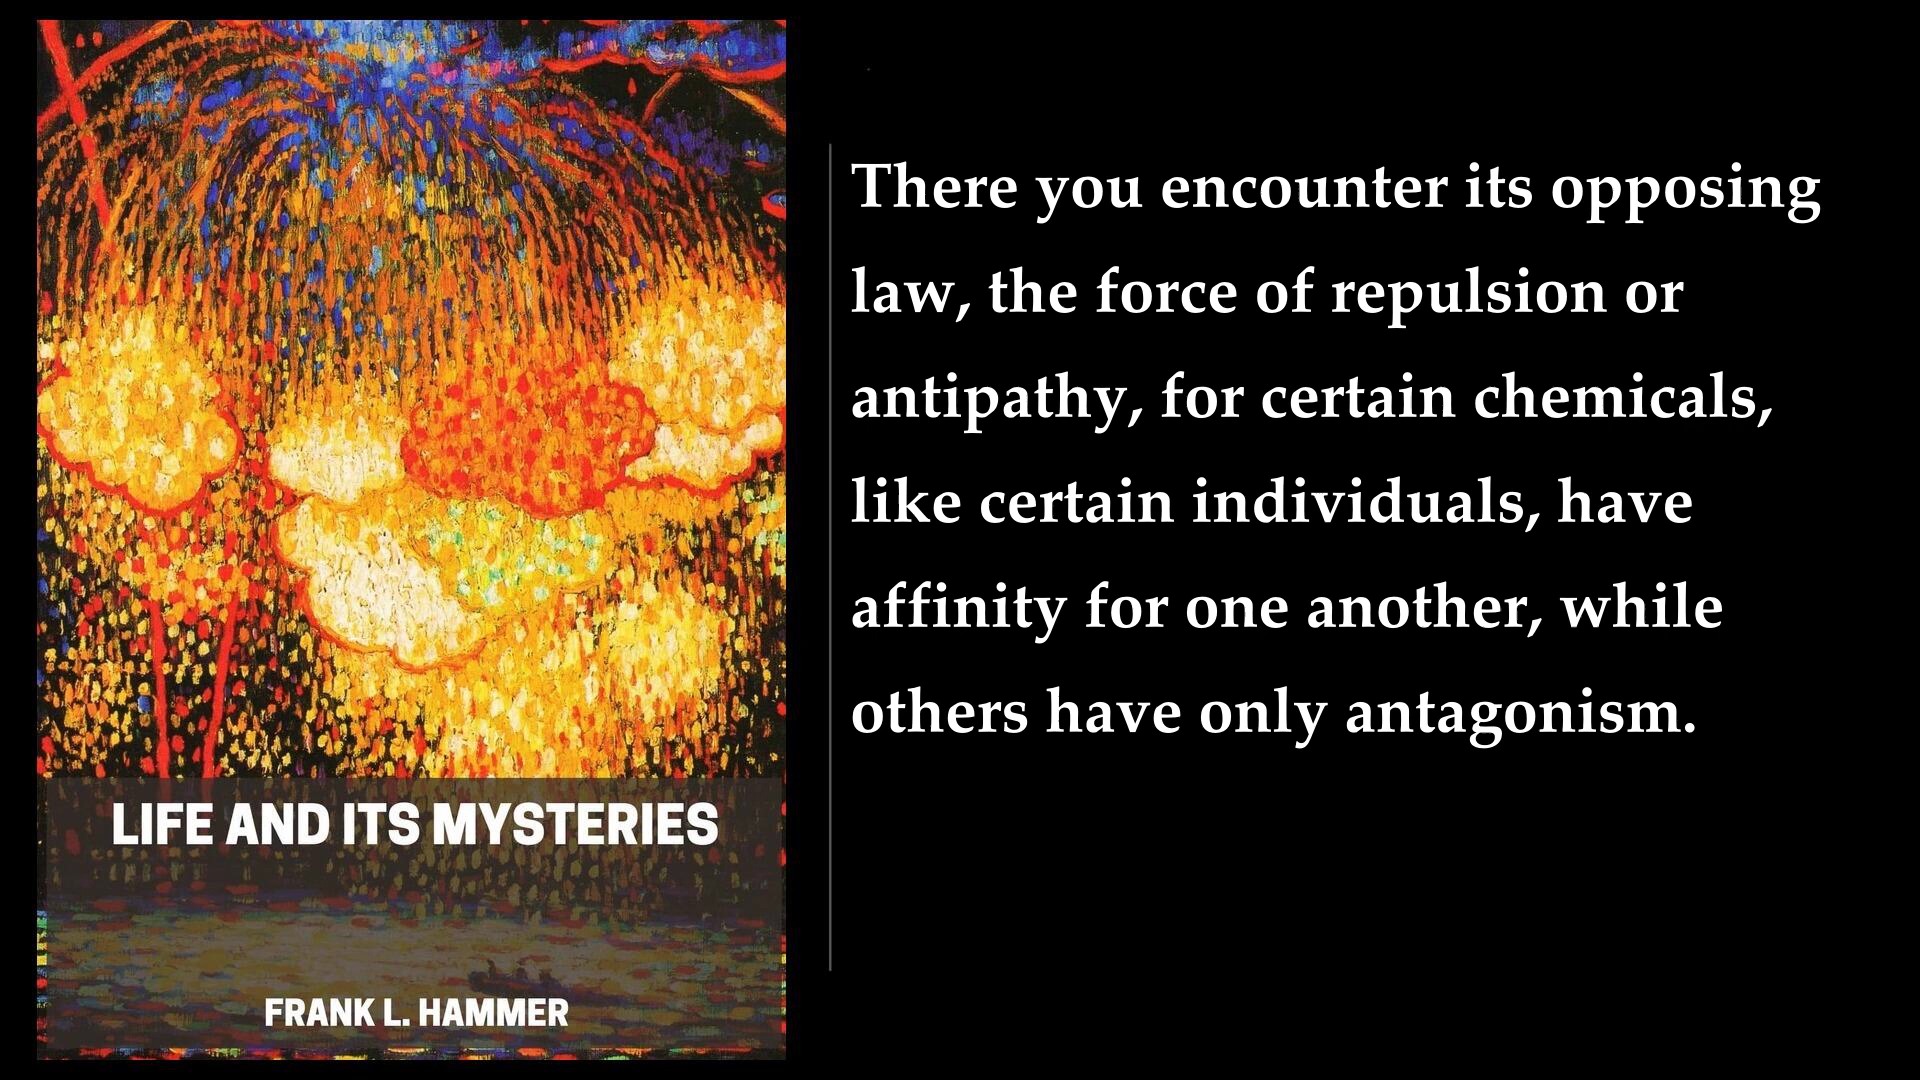 LIFE AND ITS MYSTERIES
FRANK L. HAMMER
There you encounter its opposing
law, the force of repulsion or
antipathy, for certain chemicals,
like certain individuals, have
affinity for one another, while
others have only antagonism.